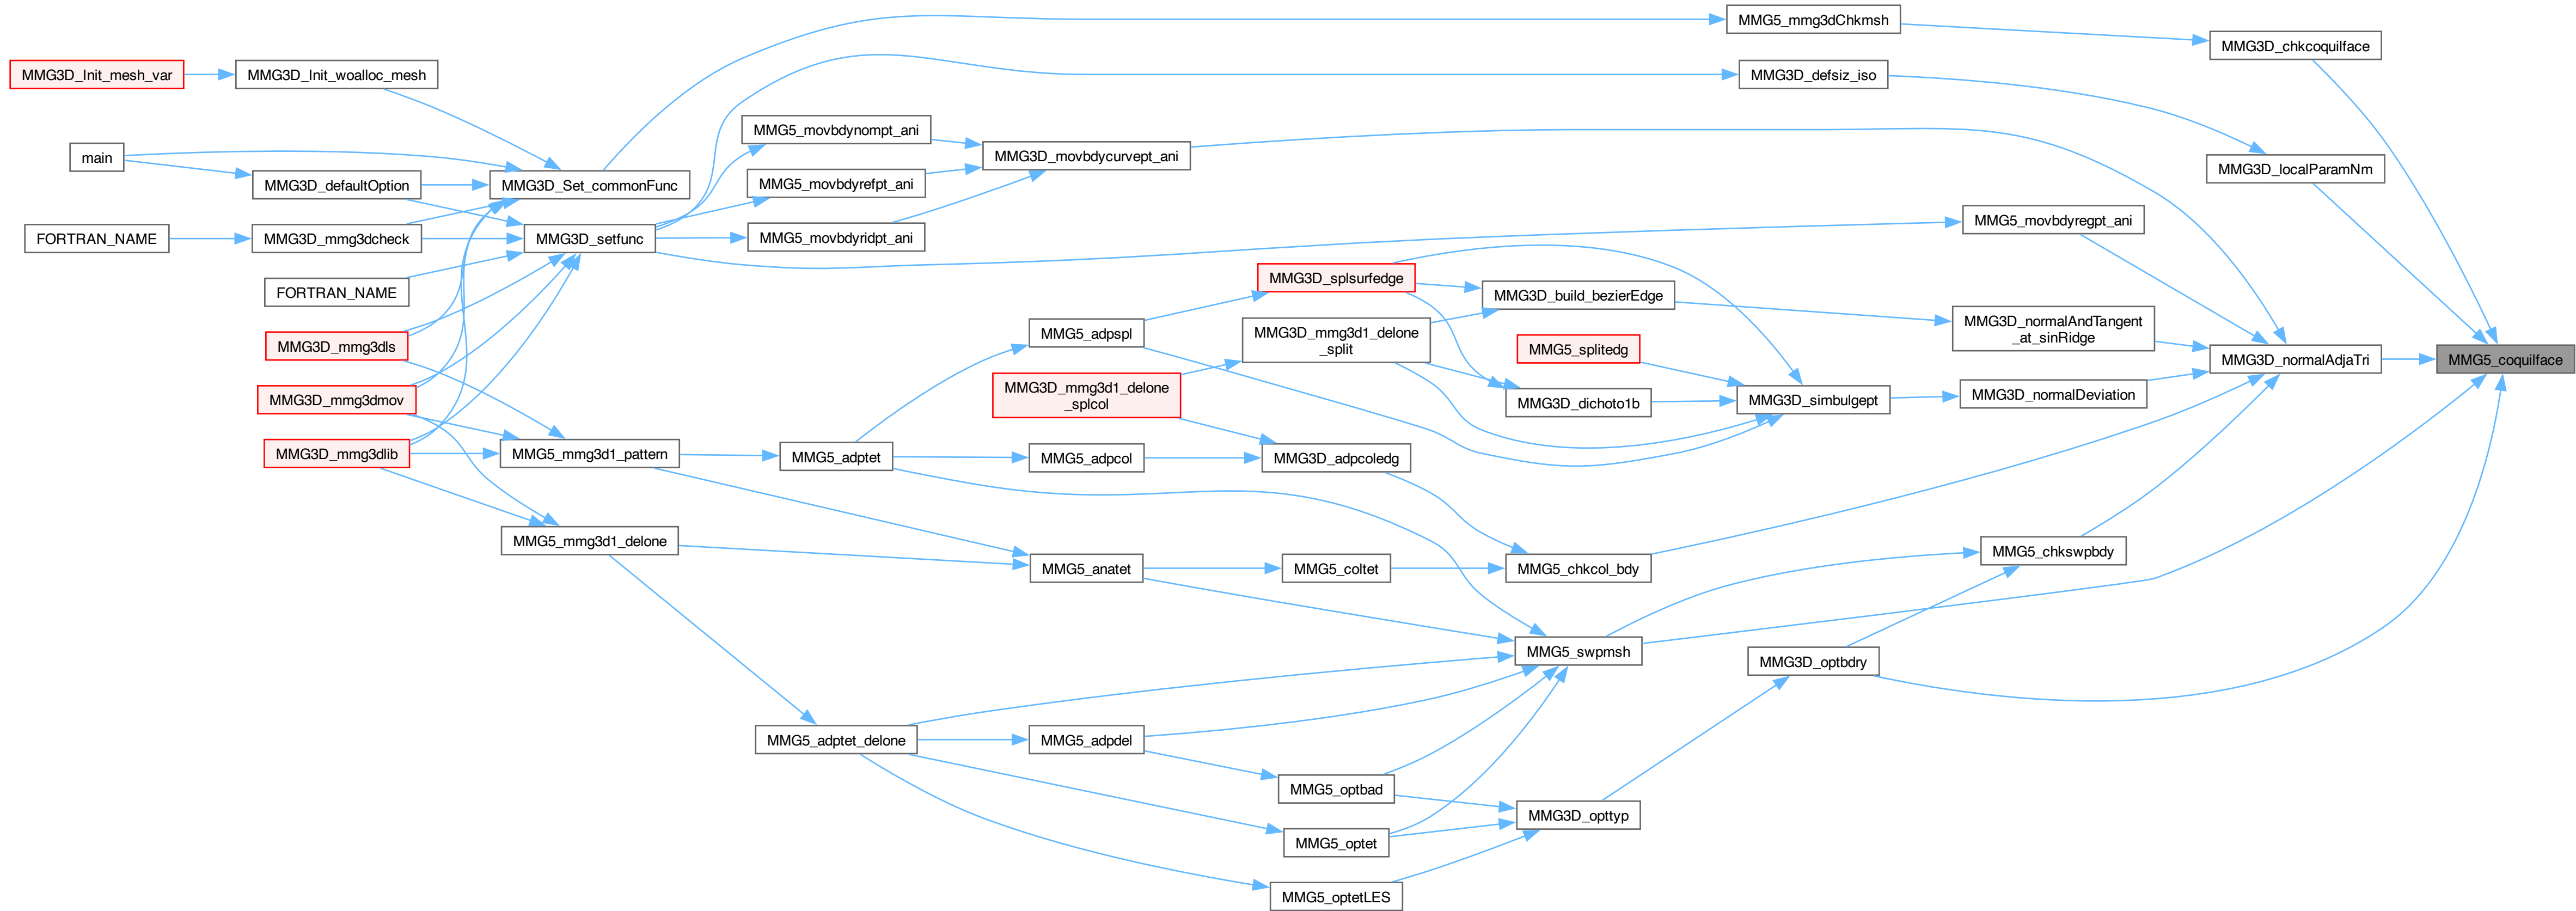 MMG5_mmg3dChkmsh
MMG3D_chkcoquilface
MMG3D_Init_mesh_var
MMG3D_Init_woalloc_mesh
MMG3D_defsiz_iso
MMG5_movbdynompt_ani
main
MMG3D_movbdycurvept_ani
MMG3D_localParamNm
MMG3D_defaultOption
MMG3D_Set_commonFunc
MMG5_movbdyrefpt_ani
MMG5_movbdyregpt_ani
FORTRAN_NAME
MMG3D_mmg3dcheck
MMG3D_setfunc
MMG5_movbdyridpt_ani
MMG3D_splsurfedge
FORTRAN_NAME
MMG3D_build_bezierEdge
MMG3D_normalAndTangent
_at_sinRidge
MMG5_adpspl
MMG3D_mmg3d1_delone
_split
MMG3D_mmg3dls
MMG5_splitedg
MMG3D_normalAdjaTri
MMG5_coquilface
MMG3D_mmg3d1_delone
_splcol
MMG3D_mmg3dmov
MMG3D_dichoto1b
MMG3D_simbulgept
MMG3D_normalDeviation
MMG3D_mmg3dlib
MMG5_mmg3d1_pattern
MMG5_adptet
MMG5_adpcol
MMG3D_adpcoledg
MMG5_mmg3d1_delone
MMG5_chkswpbdy
MMG5_anatet
MMG5_coltet
MMG5_chkcol_bdy
MMG5_swpmsh
MMG3D_optbdry
MMG5_adptet_delone
MMG5_adpdel
MMG5_optbad
MMG3D_opttyp
MMG5_optet
MMG5_optetLES